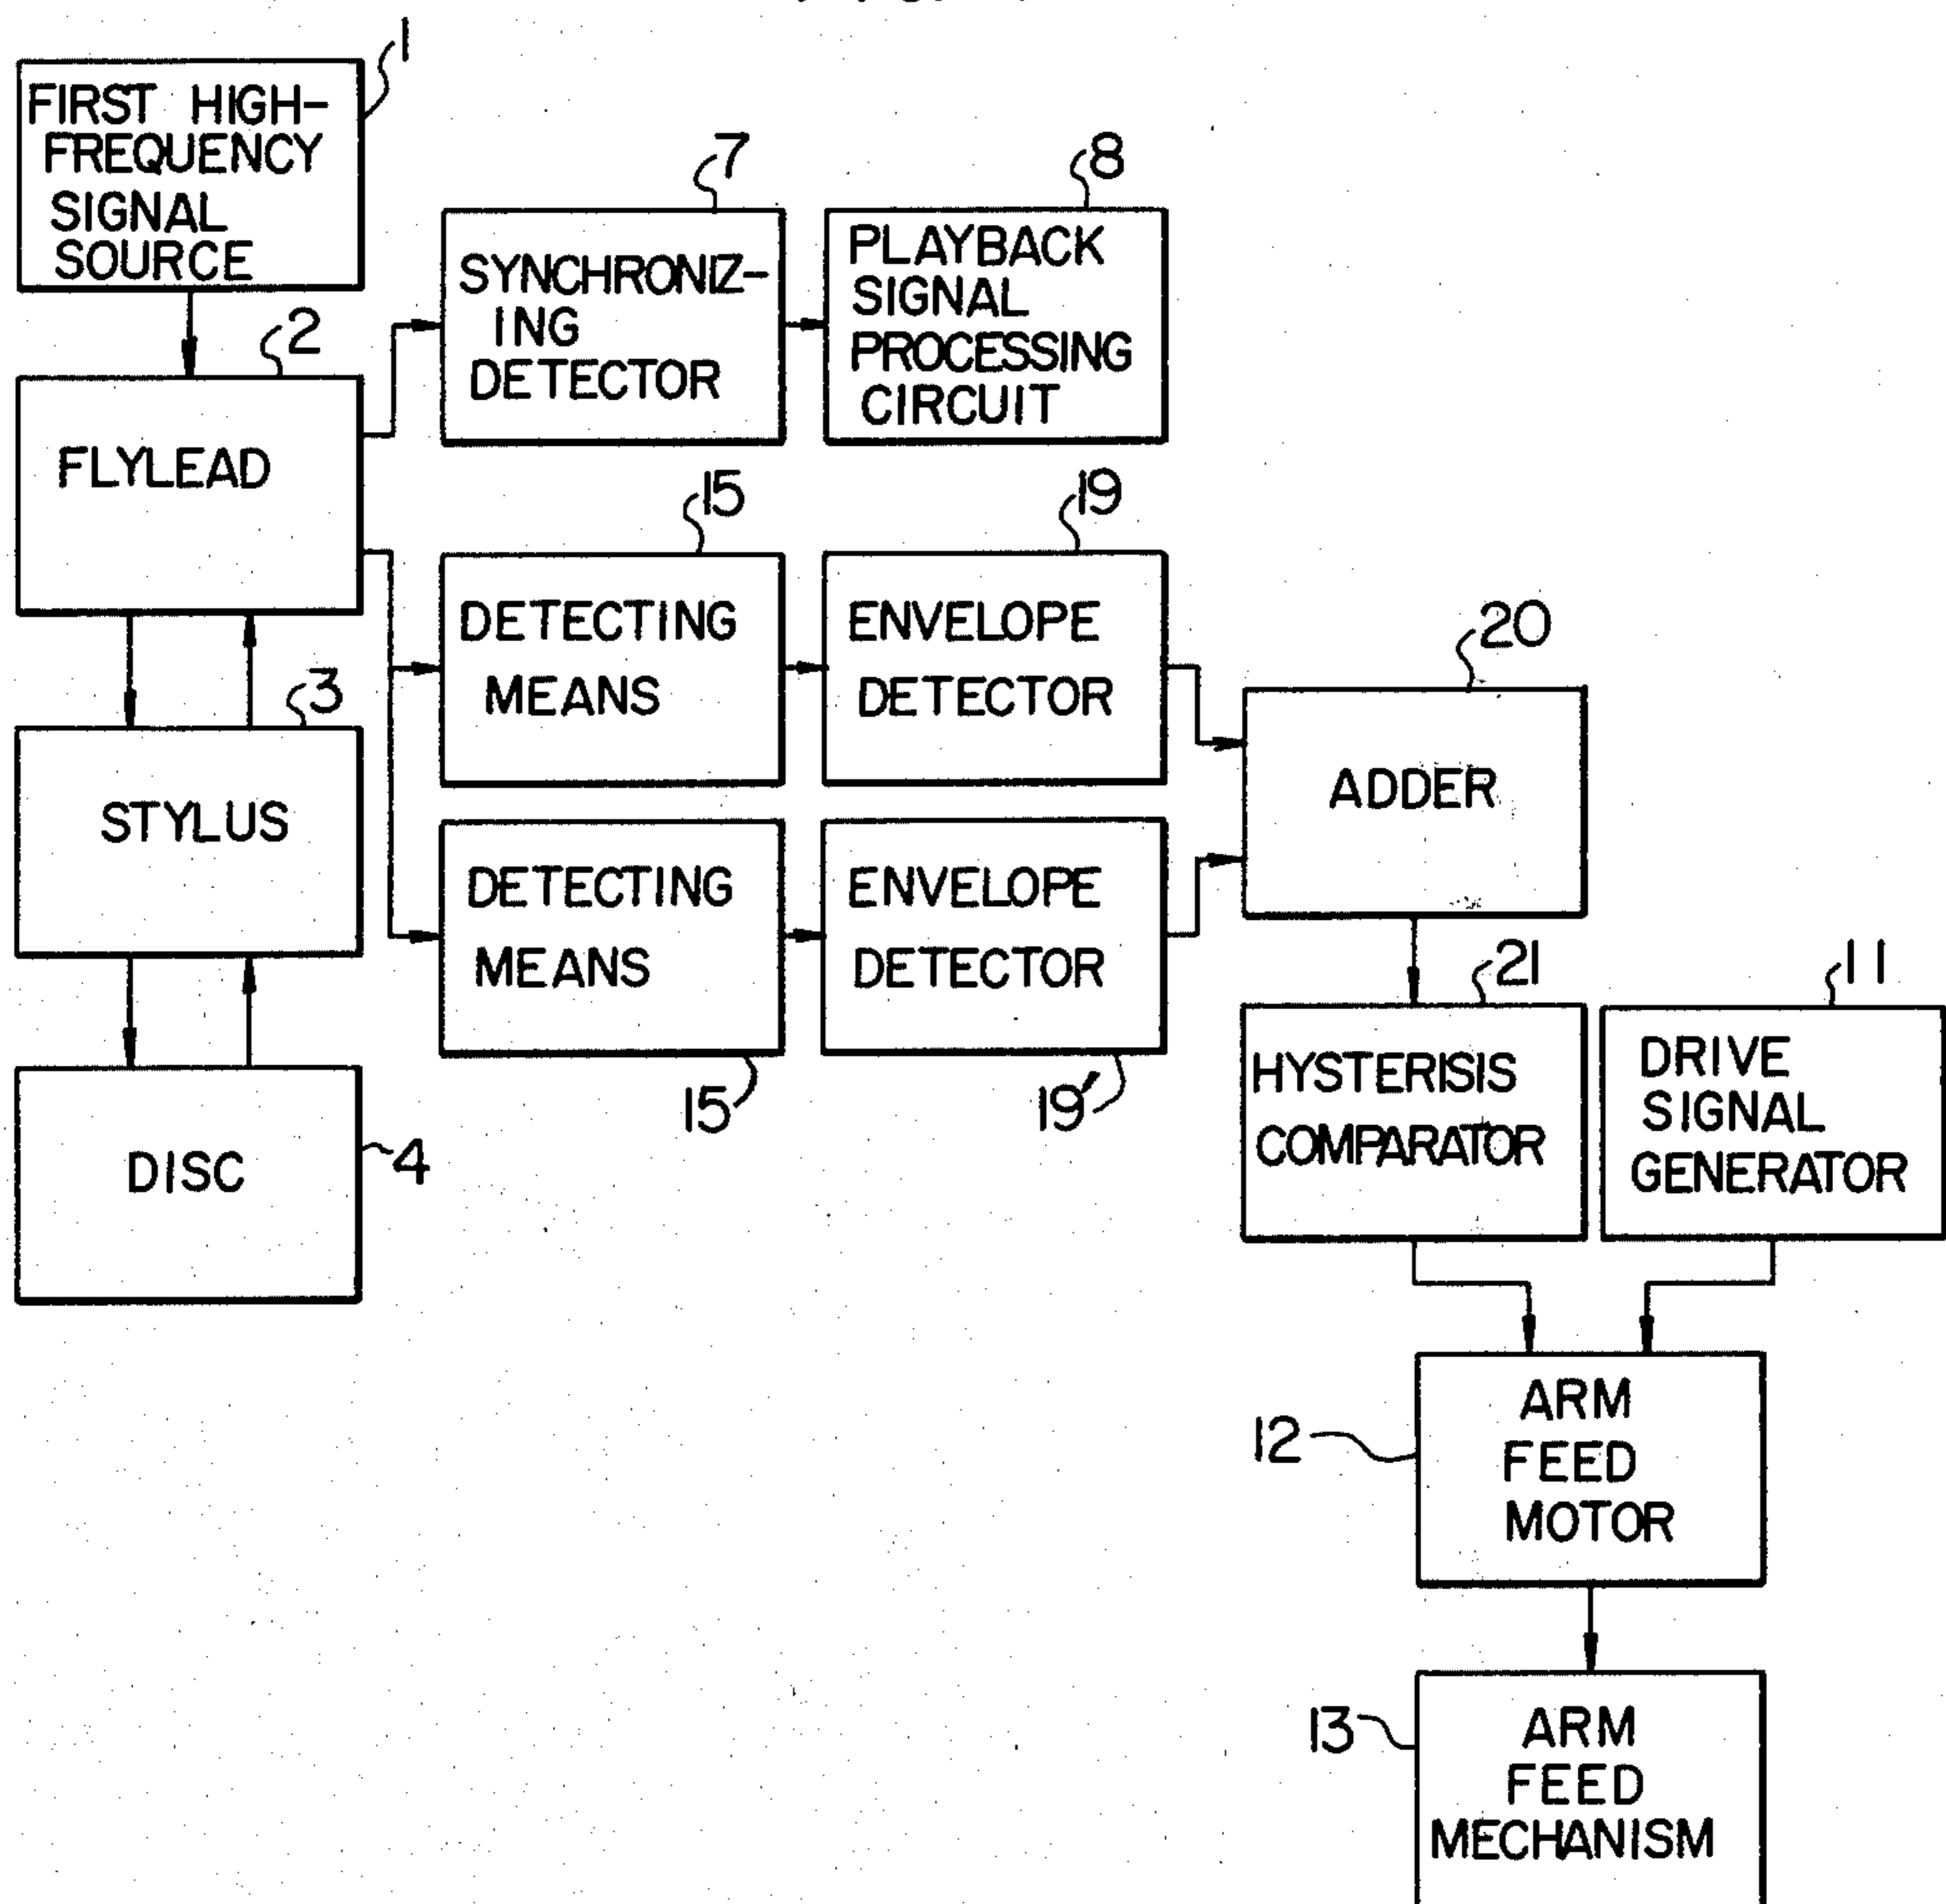 1
FIRST HIGH-
FREQUENCY
SIGNAL
SOURCE
2
FLYLEAD
3
STYLUS
DISC
4
7
SYNCHRONIZ-
ING
DETECTOR
8
PLAYBACK
SIGNAL
PROCESSING
CIRCUIT
15
DETECTING
MEANS
19
ENVELOPE
DETECTOR
DETECTING
MEANS
15
ENVELOPE
DETECTOR
19'
20
ADDER
21
HYSTERISIS
COMPARATOR
11
DRIVE
SIGNAL
GENERATOR
12
ARM
FEED
MOTOR
13
ARM
FEED
MECHANISM